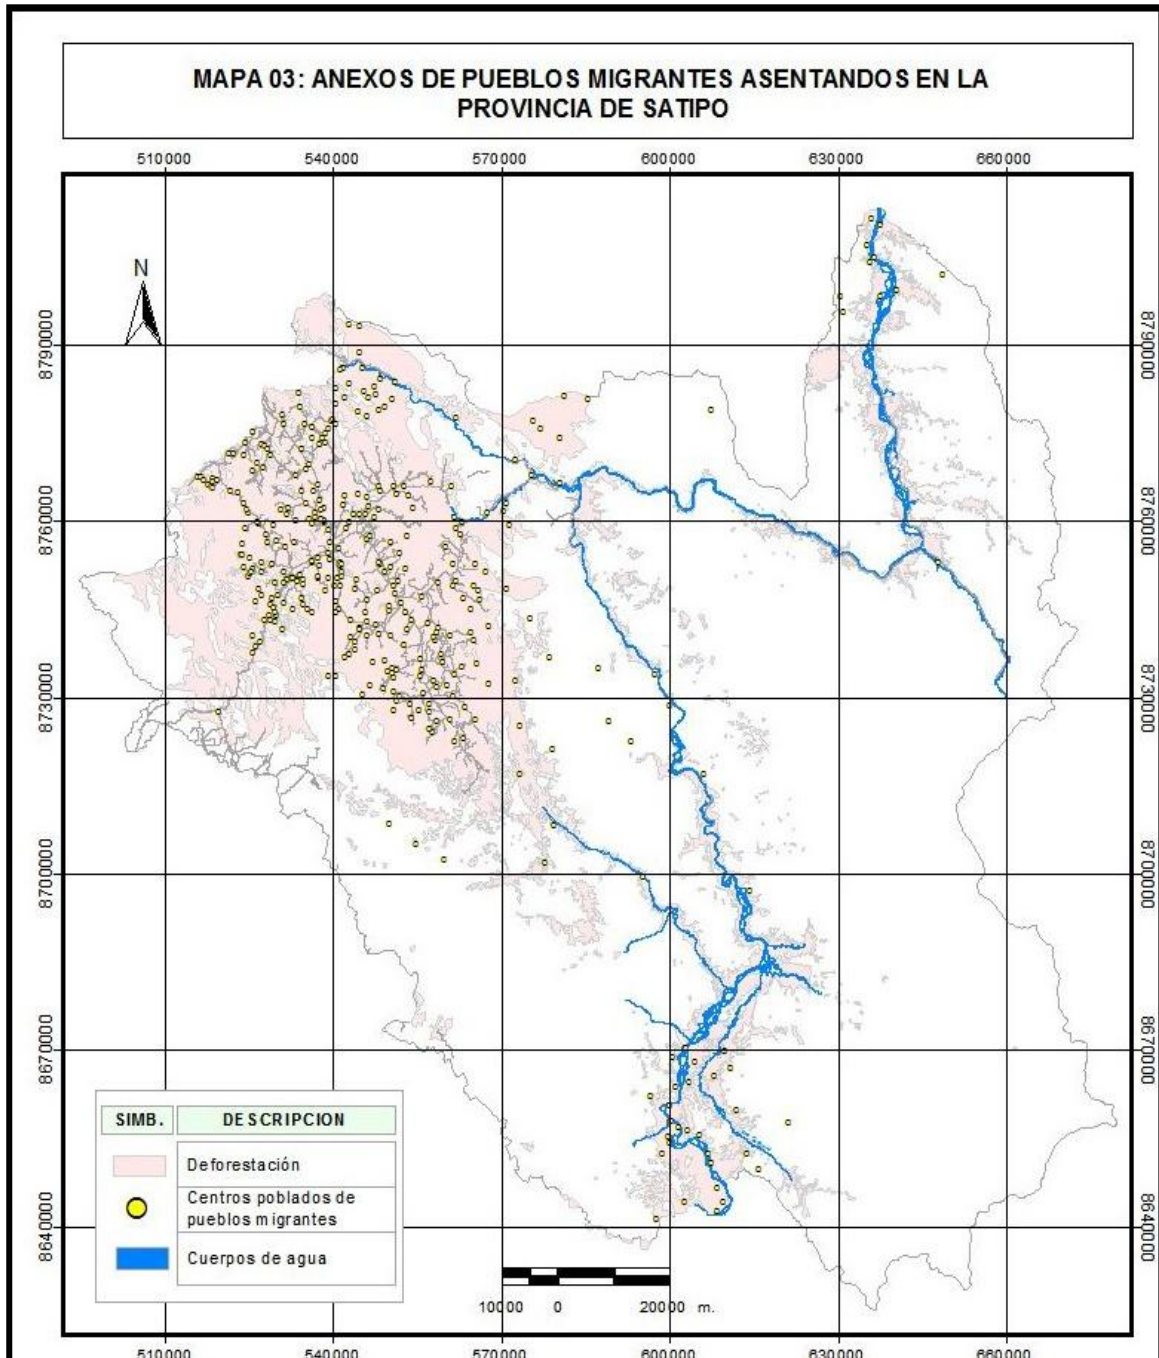 MAPA 03: ANEXOS DE PUEBLOS MIGRANTES ASENTANDOS EN LA
PROVINCIA DE SATIPO
510000 540000 570000 600000 630000 660000
N
8790000 8790000
8760000 8760000
8730000 8730000
8700000 8700000
8670000 8670000
8640000 8640000
SIMB. DESCRIPCION
Deforestación
Centros poblados de
pueblos migrantes
Cuerpos de agua
10000 0 20000 m.
510000 540000 570000 600000 630000 660000